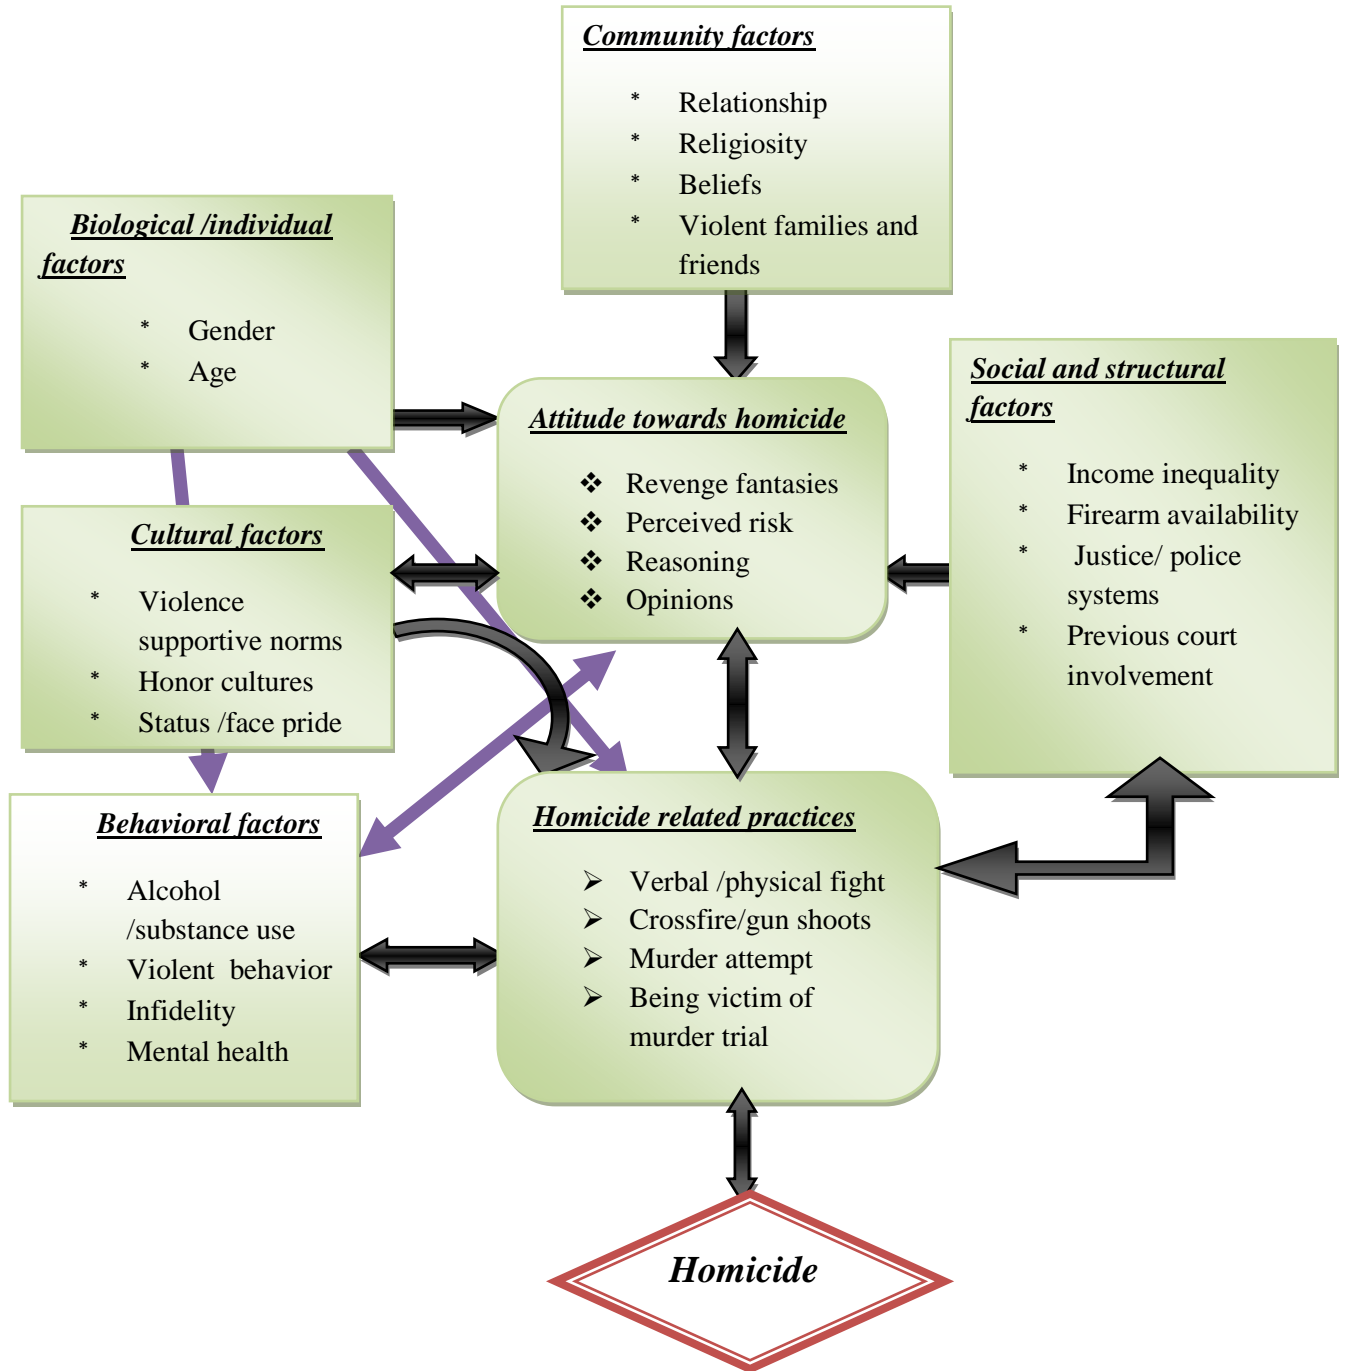 Community factors
* Relationship
* Religiosity
* Beliefs
* Violent families and
friends
Biological /individual
factors
* Gender
* Age
Attitude towards homicide
❖ Revenge fantasies
❖ Perceived risk
❖ Reasoning
❖ Opinions
Social and structural
factors
* Income inequality
* Firearm availability
* Justice/ police
systems
* Previous court
involvement
Cultural factors
* Violence
supportive norms
* Honor cultures
* Status /face pride
Behavioral factors
* Alcohol
/substance use
* Violent behavior
* Infidelity
* Mental health
Homicide related practices
➢ Verbal /physical fight
➢ Crossfire/gun shoots
➢ Murder attempt
➢ Being victim of
murder trial
Homicide